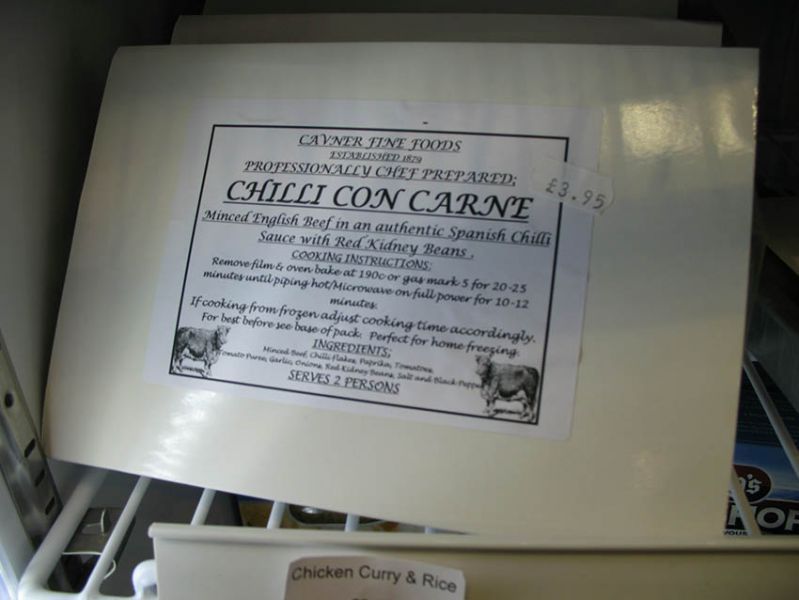 CAVNER FINE FOODS
ESTABLISHED 1879
PROFESSIONALLY CHEF PREPARED;
CHILLI CON CARNE
£3.95
Minced English Beef in an authentic Spanish Chilli
Sauce with Red Kidney Beans.
COOKING INSTRUCTIONS:
Remove film & oven bake at 190c or gas mark 5 for 20-25
minutes until piping hot/Microwave on full power for 10-12
minutes.
If cooking from frozen adjust cooking time accordingly.
For best before see base of pack. Perfect for home freezing.
INGREDIENTS;
Minced Beef, Chilli flakes, Paprika, Tomatoes,
Tomato Puree, Garlic, Onions, Red Kidney Beans, Salt and Black Pepper
SERVES 2 PERSONS
Chicken Curry & Rice